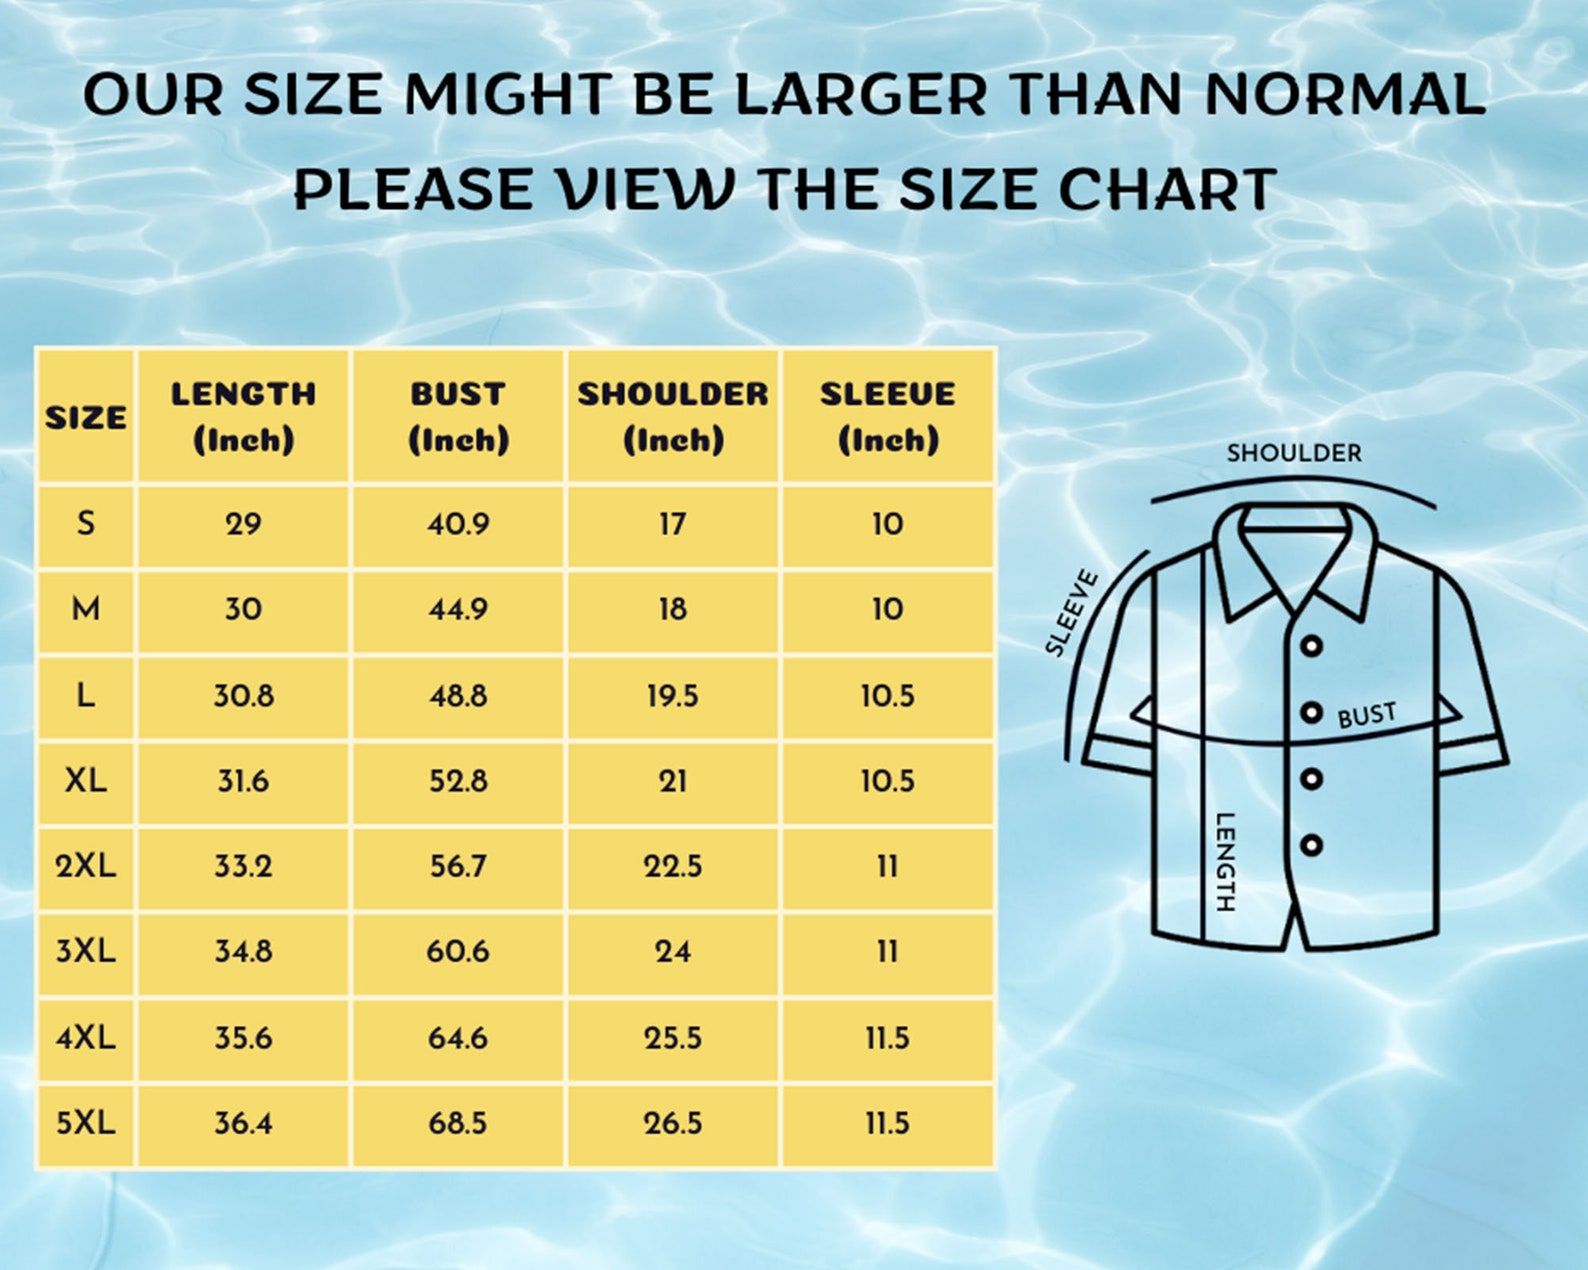 OUR SIZE MIGHT BE LARGER THAN NORMAL
PLEASE VIEW THE SIZE CHART
SIZE LENGTH (Inch) BUST (Inch) SHOULDER (Inch) SLEEUE (Inch)
S 29 40.9 17 10
M 30 44.9 18 10
L 30.8 48.8 19.5 10.5
XL 31.6 52.8 21 10.5
2XL 33.2 56.7 22.5 11
3XL 34.8 60.6 24 11
4XL 35.6 64.6 25.5 11.5
5XL 36.4 68.5 26.5 11.5
SHOULDER
SLEEVE
BUST
LENGTH